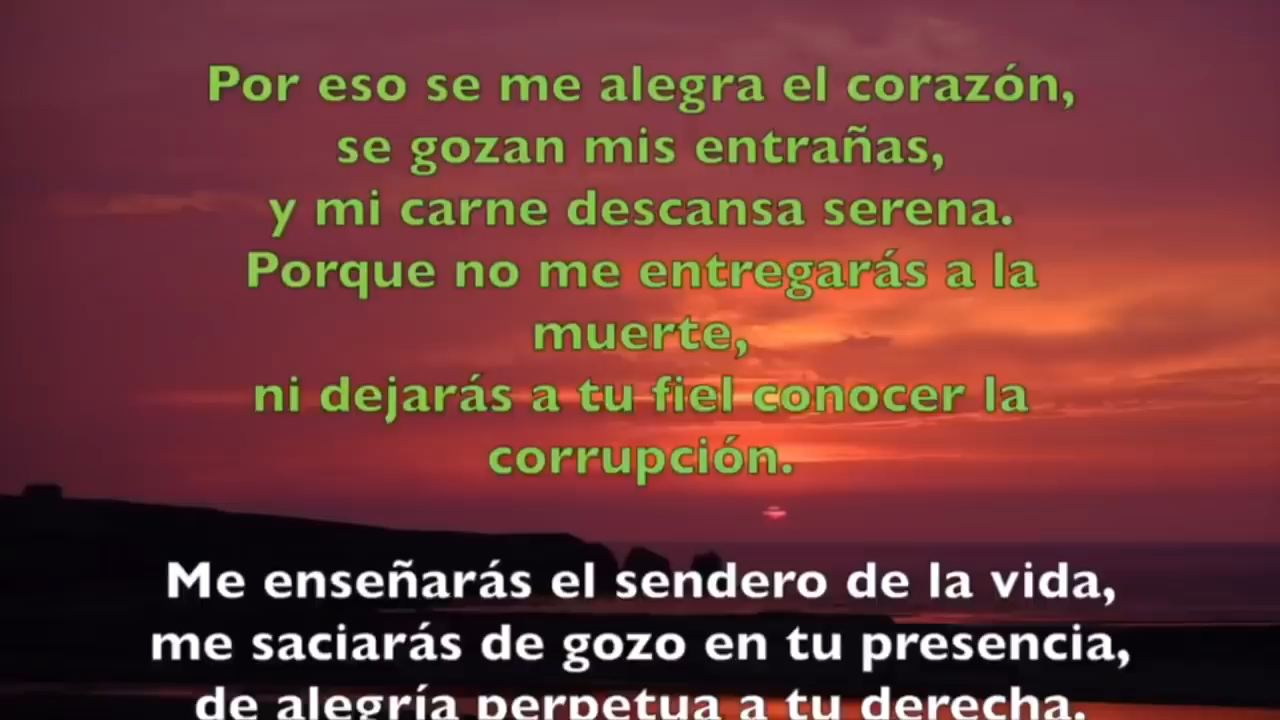 Por eso se me alegra el corazón,
se gozan mis entrañas,
y mi carne descansa serena.
Porque no me entregarás a la
muerte,
ni dejarás a tu fiel conocer la
corrupción.
Me enseñarás el sendero de la vida,
me saciarás de gozo en tu presencia,
de alegría perpetua a tu derecha.